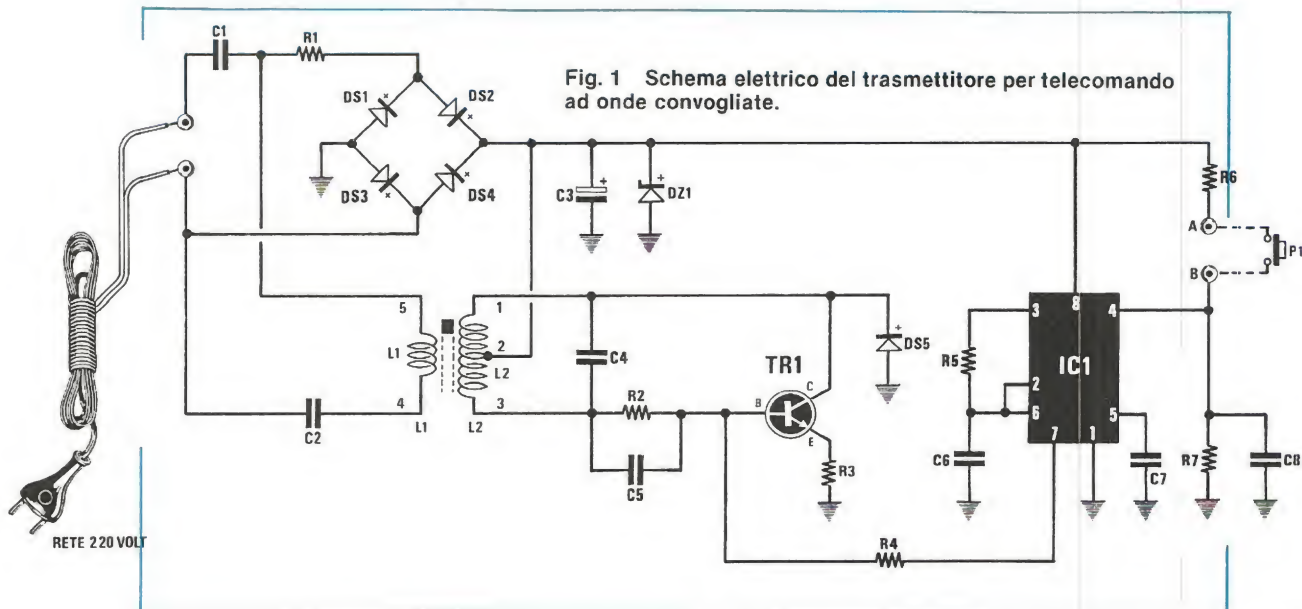 C1
R1
Fig. 1 Schema elettrico del trasmettitore per telecomando
ad onde convogliate.
DS1
DS2
DS3
DS4
C3
+
DZ1
+
R6
A
B
P1
5
L1
4
L1
1
2
L2
3
L2
C2
C4
R2
C5
TR1
B
C
E
R3
DS5
+
R4
R5
C6
3
8
4
IC1
2
6
5
7
1
C7
R7
C8
RETE 220 VOLT